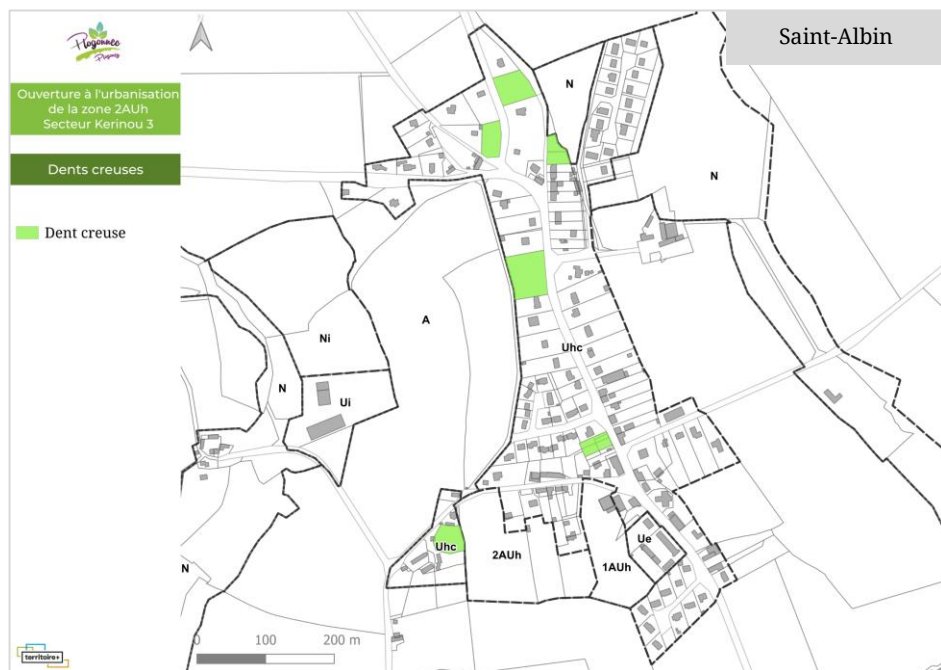 Saint-Albin
Plogonnec
Ouverture à l'urbanisation
de la zone 2AUh
Secteur Kerinou 3
Dents creuses
Dent creuse
N
N
A
Ni
Uhc
N
Ui
Uhc
2AUh
Ue
1AUh
N
0 100 200 m
territoire+